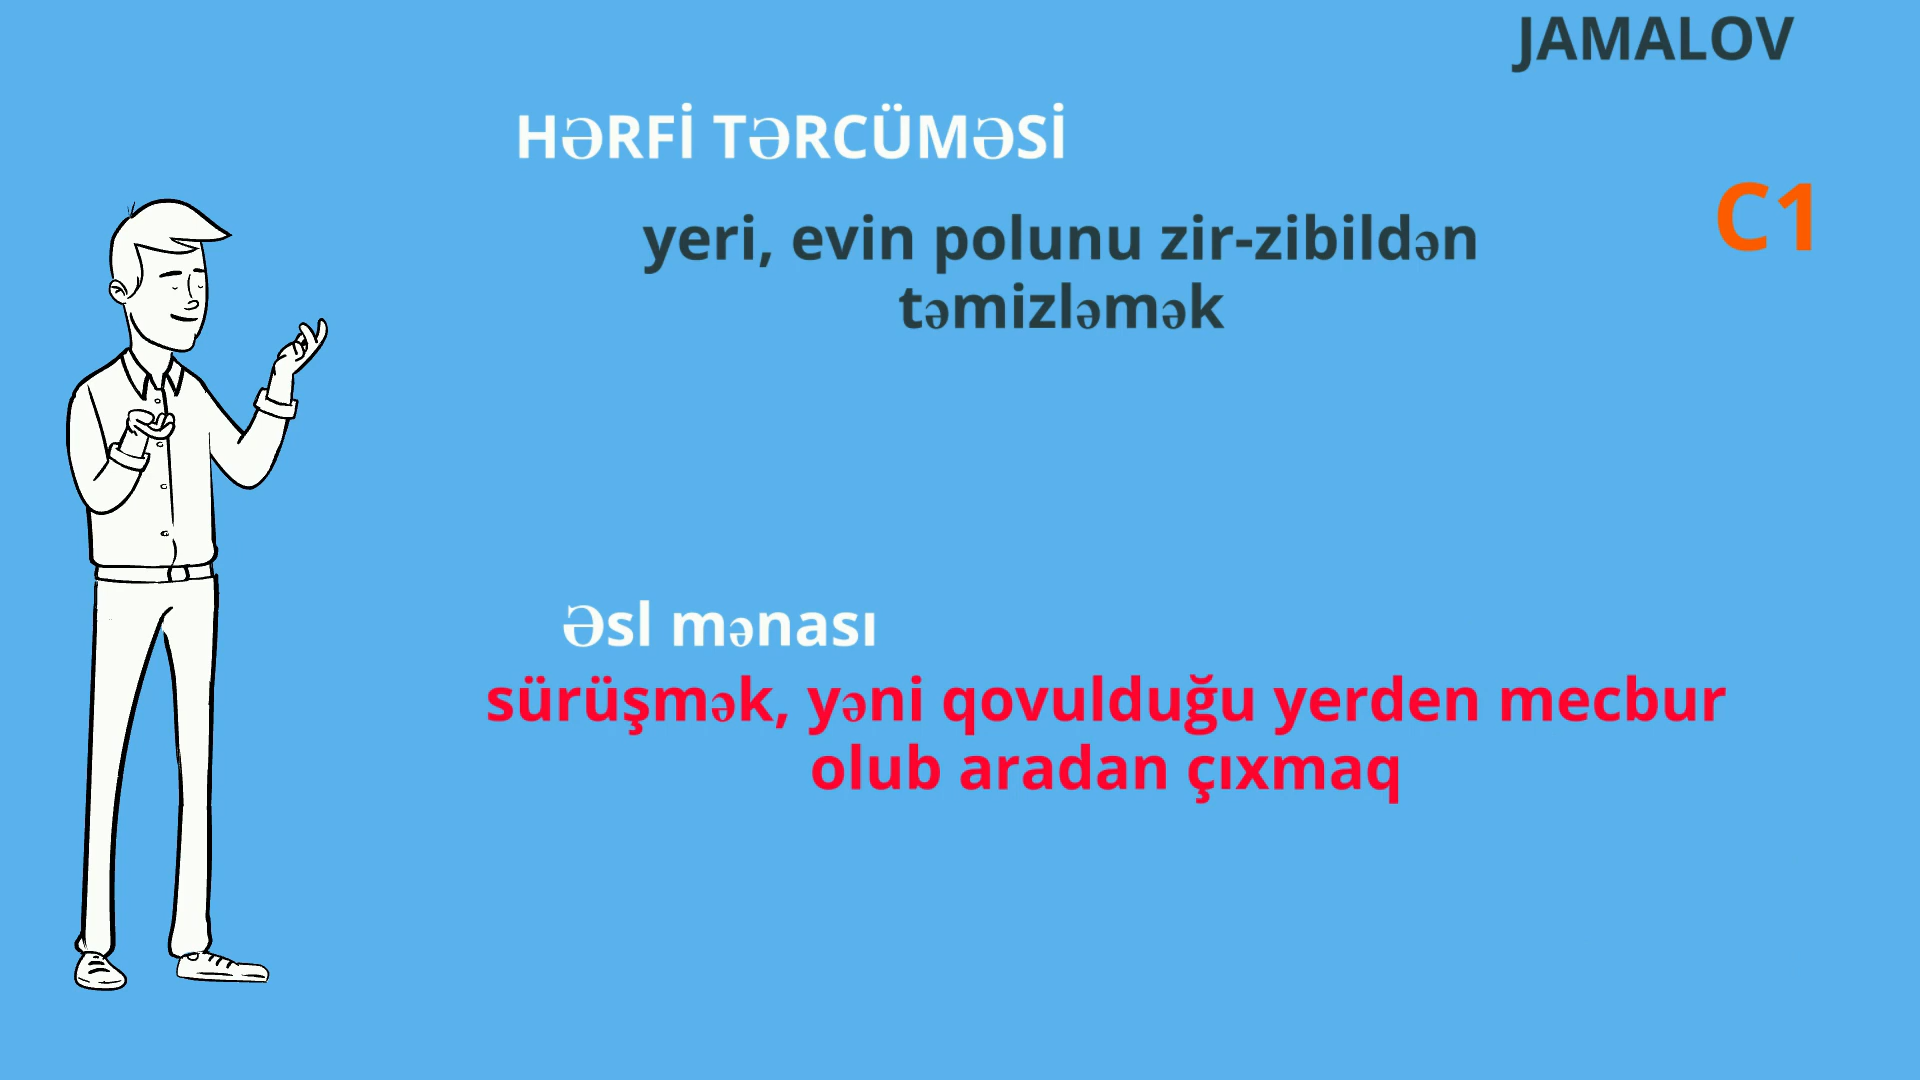 JAMALOV
HƏRFİ TƏRCÜMƏSİ
C1
yeri, evin polunu zir-zibildən
təmizləmək
Əsl mənası
sürüşmək, yəni qovulduğu yerden mecbur
olub aradan çıxmaq